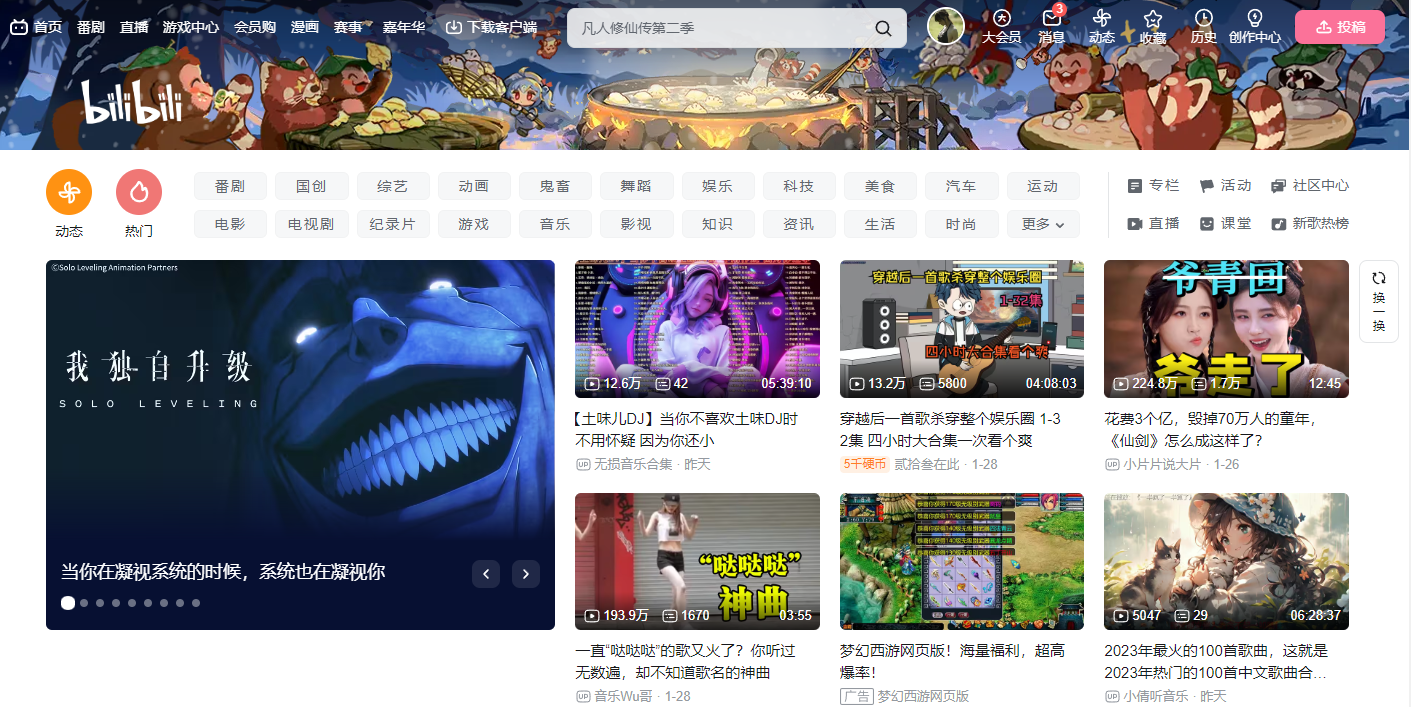 首页 番剧 直播 游戏中心 会员购 漫画 赛事 嘉年华 下载客户端
凡人修仙传第二季
大会员 消息 3 动态 收藏 历史 创作中心 投稿
bilibili
番剧 国创 综艺 动画 鬼畜 舞蹈 娱乐 科技 美食 汽车 运动
专栏 活动 社区中心
动态 热门
电影 电视剧 纪录片 游戏 音乐 影视 知识 资讯 生活 时尚 更多
直播 课堂 新歌热榜
©Solo Leveling Animation Partners
我独自升级
SOLO LEVELING
当你在凝视系统的时候，系统也在凝视你
12.6万 42 05:39:10
【土味儿DJ】当你不喜欢土味DJ时
不用怀疑 因为你还小
UP 无损音乐合集 · 昨天
穿越后一首歌杀穿整个娱乐圈
1-32集
四小时大合集看个爽
13.2万 5800 04:08:03
穿越后一首歌杀穿整个娱乐圈 1-3
2集 四小时大合集一次看个爽
5千硬币 贰拾叁在此 · 1-28
爷青回
爷走了
224.8万 1.7万 12:45
花费3个亿，毁掉70万人的童年，
《仙剑》怎么成这样了？
UP 小片片说大片 · 1-26
换
一
换
“哒哒哒”
神曲
193.9万 1670 03:55
一直“哒哒哒”的歌又火了？你听过
无数遍，却不知道歌名的神曲
UP 音乐Wu哥 · 1-28
梦幻西游网页版！海量福利，超高
爆率！
广告 梦幻西游网页版
5047 29 06:28:37
2023年最火的100首歌曲，这就是
2023年热门的100首中文歌曲合...
UP 小倩听音乐 · 昨天